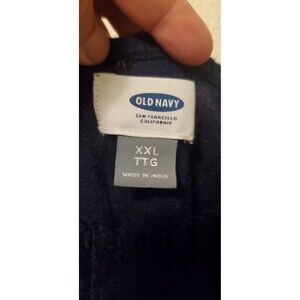 OLD NAVY
SAN FRANCISCO
CALIFORNIA
XXL
TTG
MADE IN INDIA